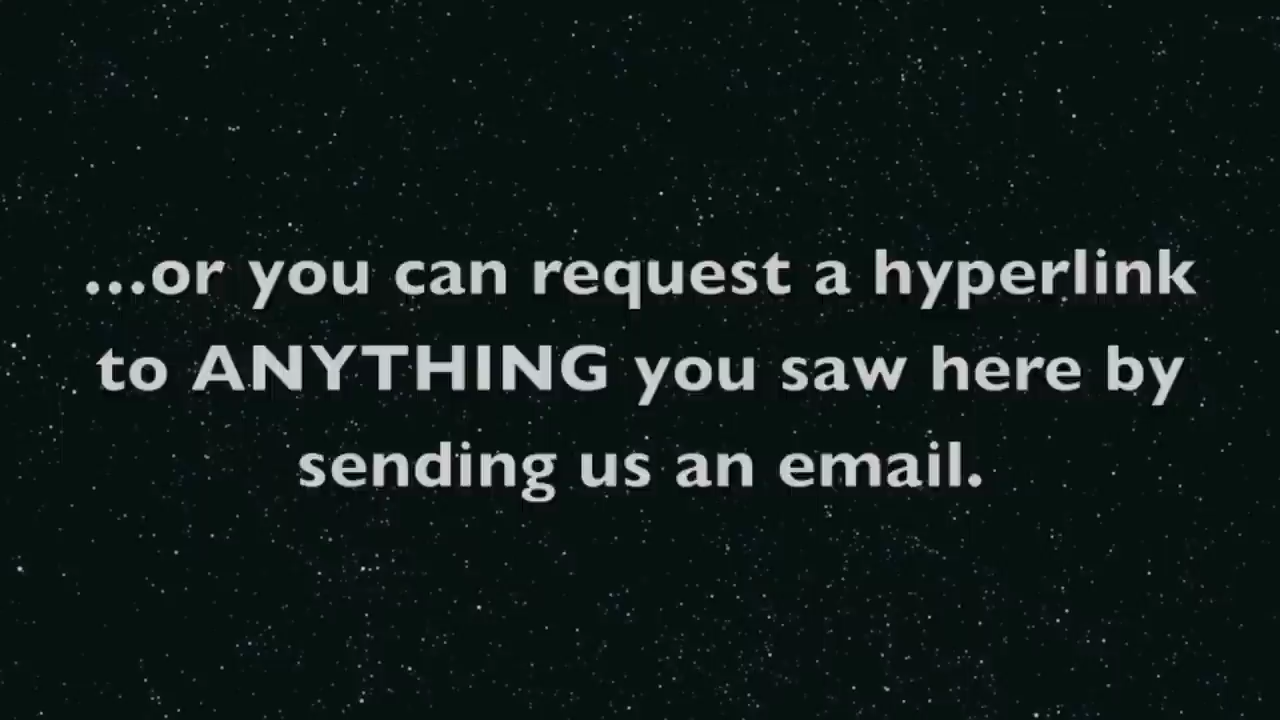 ...or you can request a hyperlink
to ANYTHING you saw here by
sending us an email.